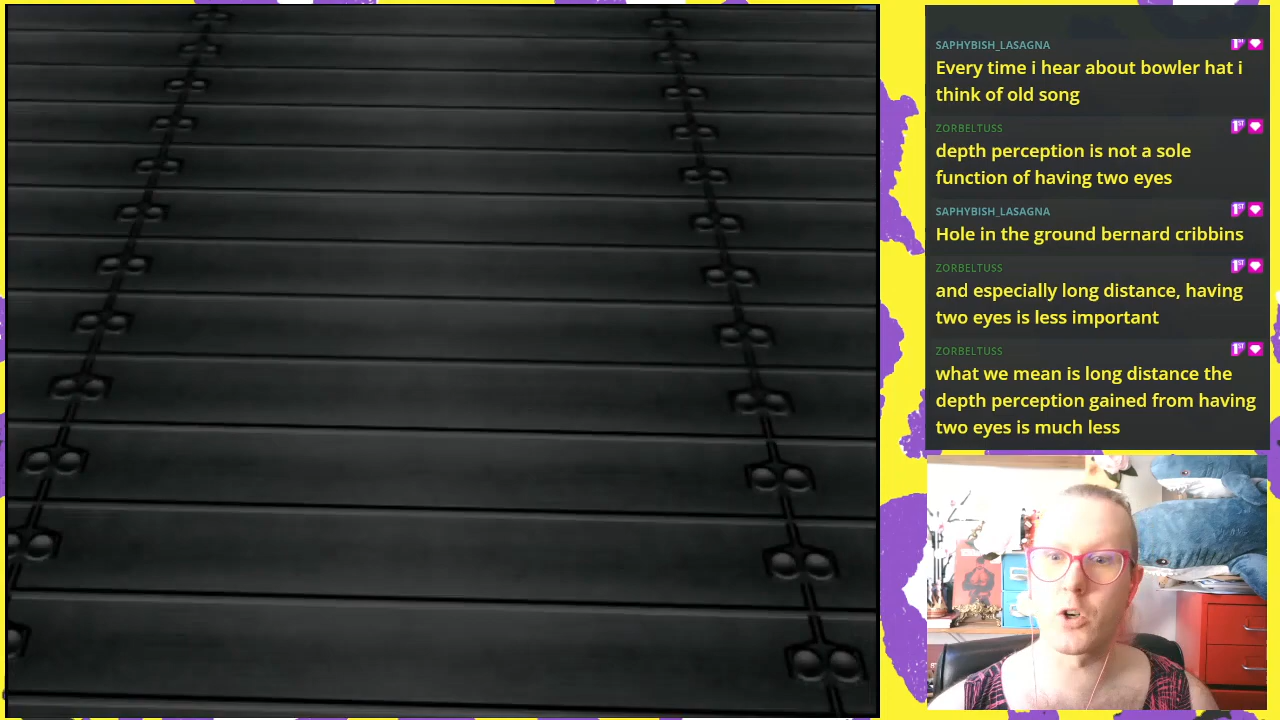 SAPHYBISH_LASAGNA
Every time i hear about bowler hat i
think of old song
ZORBELTUSS
depth perception is not a sole
function of having two eyes
SAPHYBISH_LASAGNA
Hole in the ground bernard cribbins
ZORBELTUSS
and especially long distance, having
two eyes is less important
ZORBELTUSS
what we mean is long distance the
depth perception gained from having
two eyes is much less